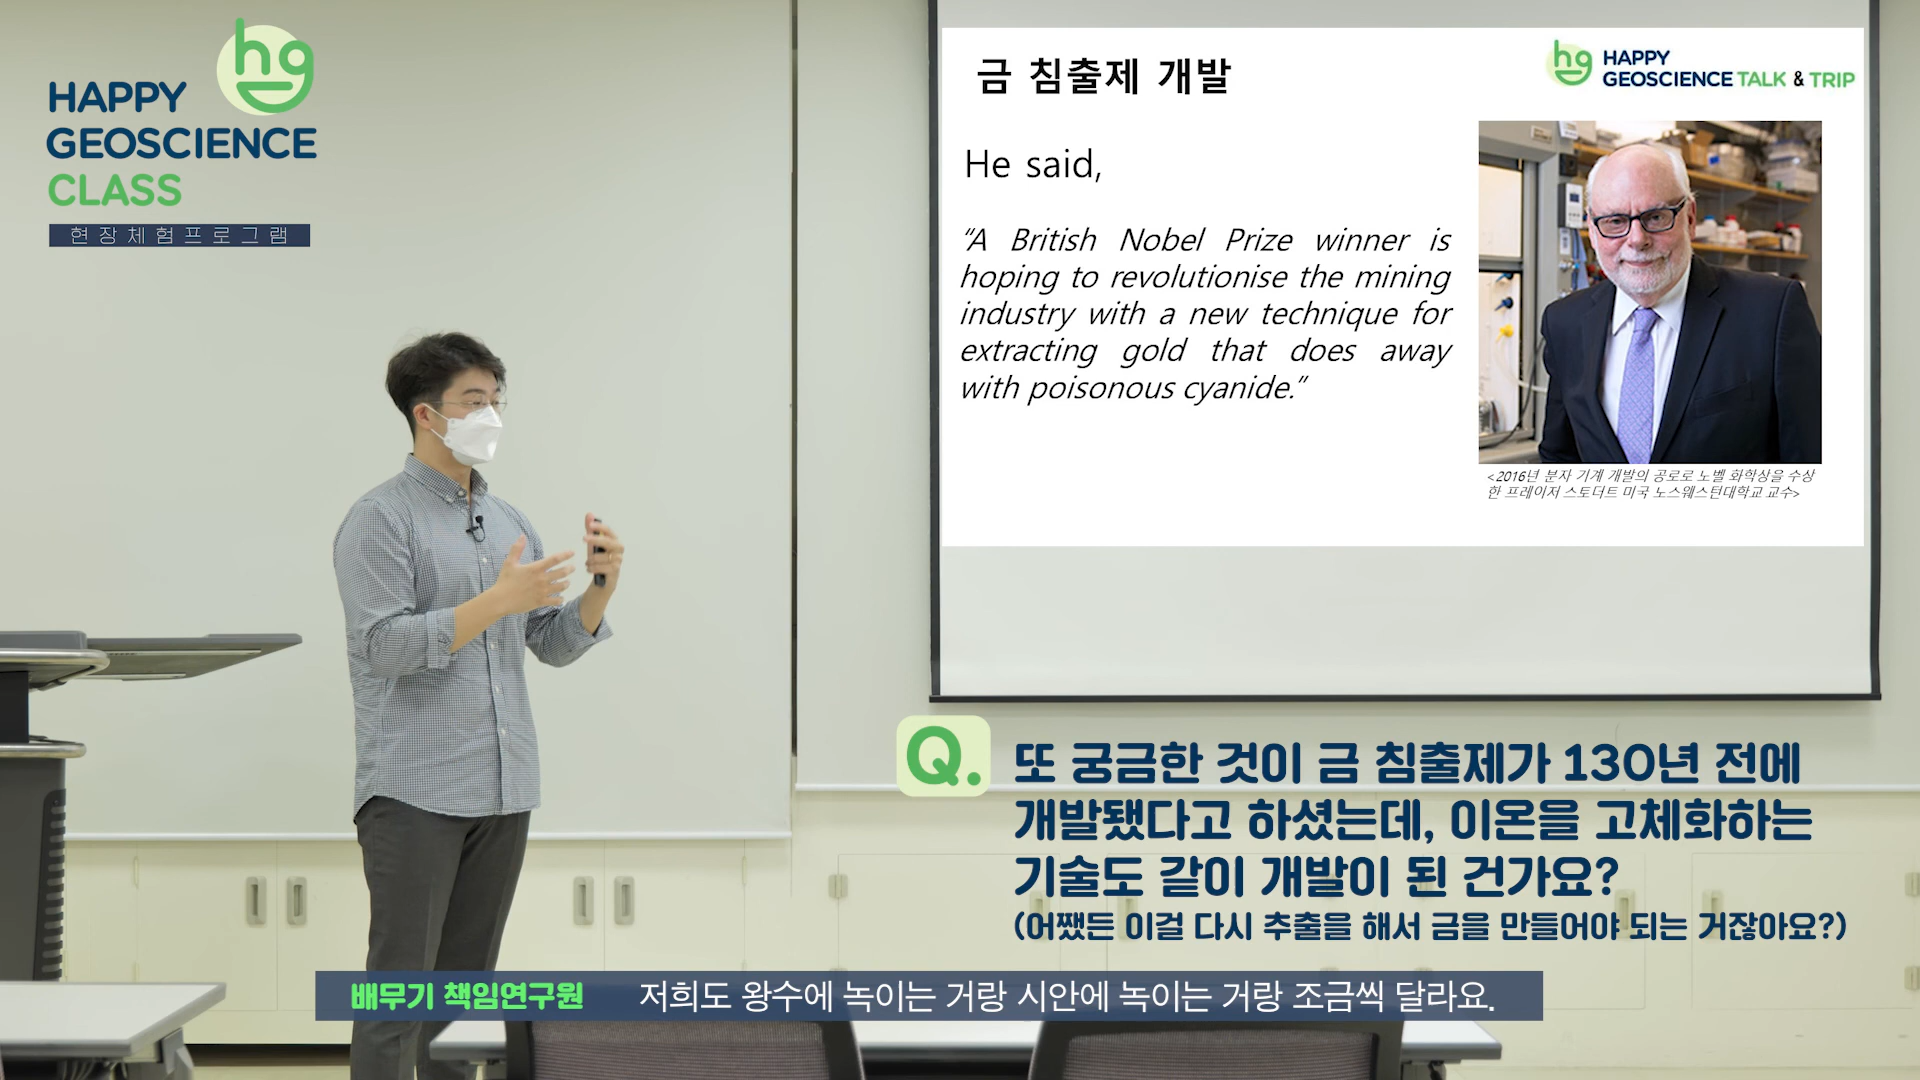 hg
HAPPY
GEOSCIENCE
CLASS
현장체험프로그램
금 침출제 개발
hg HAPPY
GEOSCIENCE TALK & TRIP
He said,
“A British Nobel Prize winner is
hoping to revolutionise the mining
industry with a new technique for
extracting gold that does away
with poisonous cyanide.”
<2016년 분자 기계 개발의 공로로 노벨 화학상을 수상
한 프레이저 스토더트 미국 노스웨스턴대학교 교수>
Q. 또 궁금한 것이 금 침출제가 130년 전에
개발됐다고 하셨는데, 이온을 고체화하는
기술도 같이 개발이 된 건가요?
(어쨌든 이걸 다시 추출을 해서 금을 만들어야 되는 거잖아요?)
배무기 책임연구원 저희도 왕수에 녹이는 거랑 시안에 녹이는 거랑 조금씩 달라요.